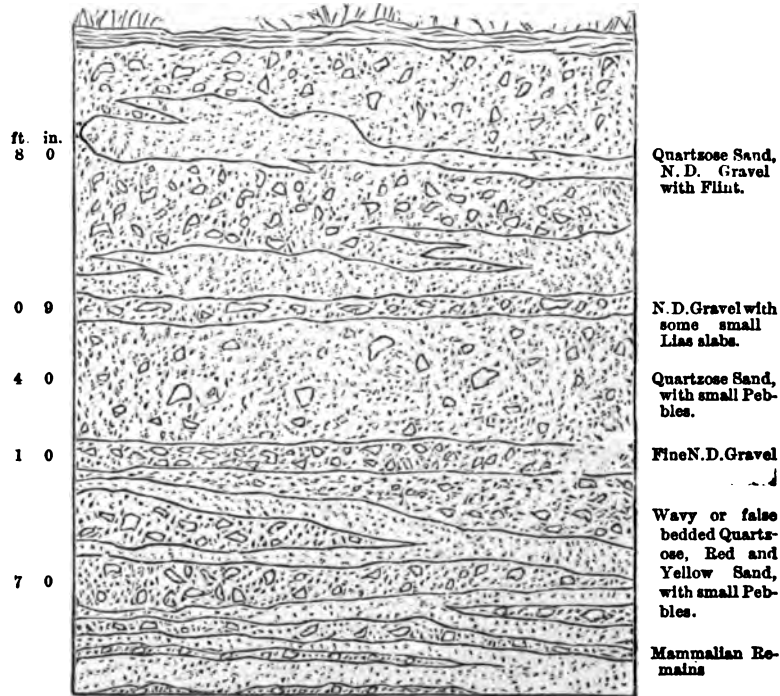 ft. in.
8 0
Quartzose Sand,
N. D. Gravel
with Flint.
0 9
N.D.Gravel with
some small
Lias slabs.
4 0
Quartzose Sand,
with small Peb-
bles.
1 0
Fine N.D. Gravel
Wavy or false
bedded Quartz-
ose, Red and
Yellow Sand,
with small Peb-
bles.
7 0
Mammalian Re-
mains